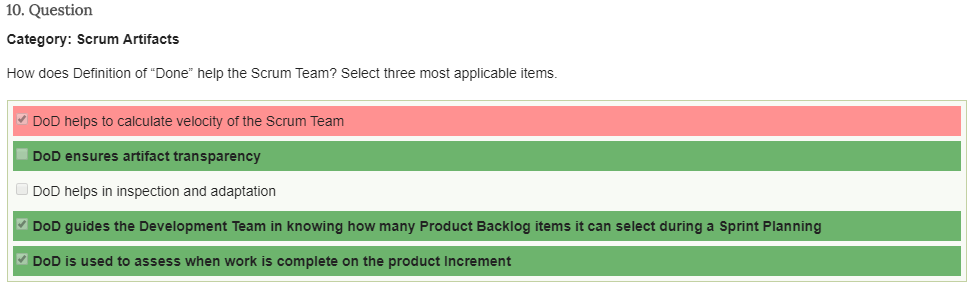 10. Question
Category: Scrum Artifacts
How does Definition of “Done” help the Scrum Team? Select three most applicable items.
DoD helps to calculate velocity of the Scrum Team
DoD ensures artifact transparency
DoD helps in inspection and adaptation
DoD guides the Development Team in knowing how many Product Backlog items it can select during a Sprint Planning
DoD is used to assess when work is complete on the product Increment